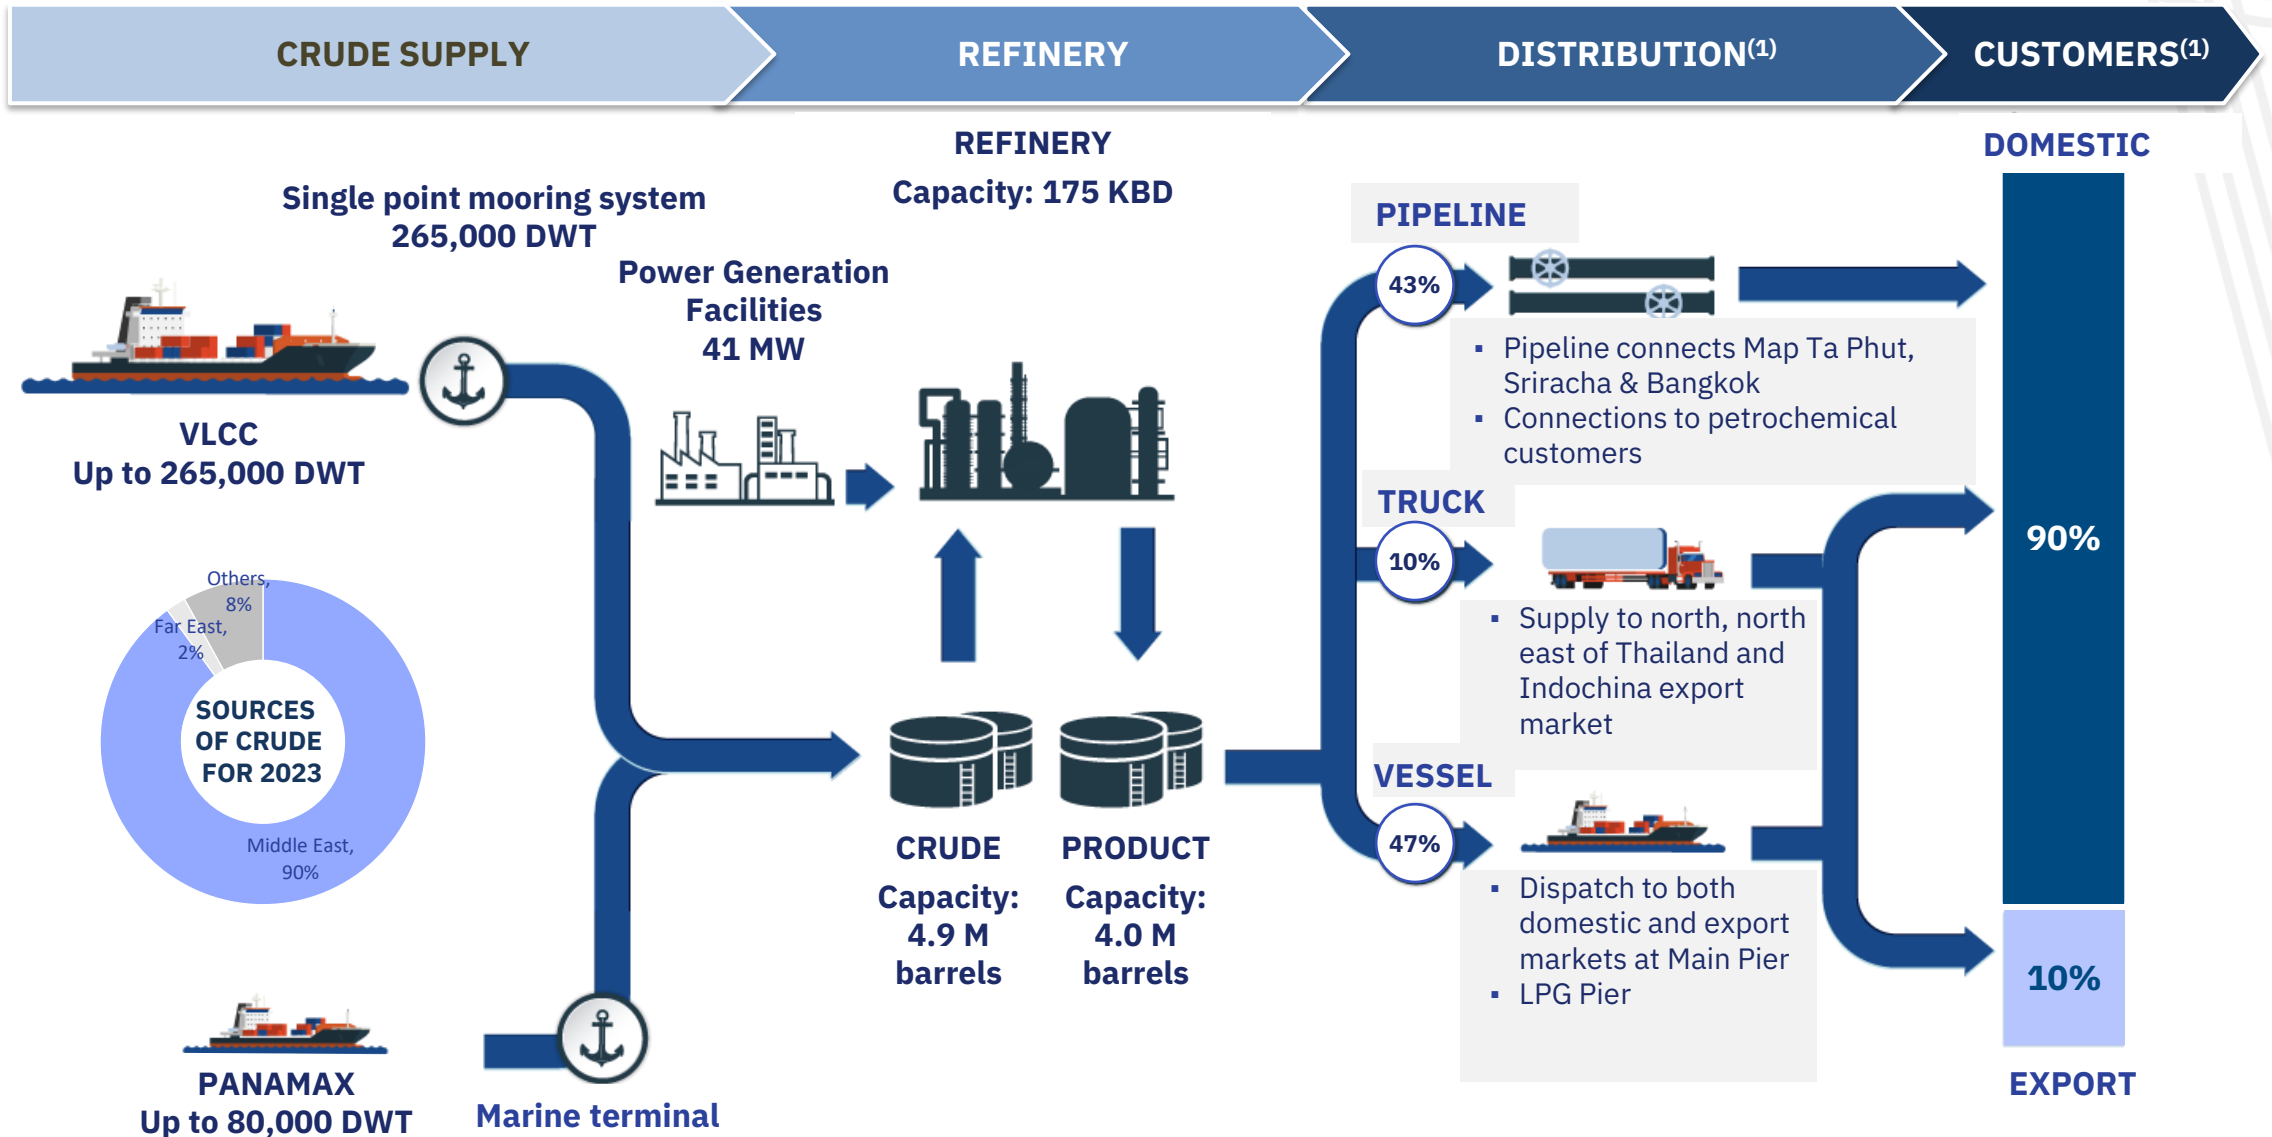 CRUDE SUPPLY
REFINERY
DISTRIBUTION(1)
CUSTOMERS(1)
Single point mooring system
265,000 DWT
VLCC
Up to 265,000 DWT
Others,
8%
Far East,
2%
SOURCES
OF CRUDE
FOR 2023
Middle East,
90%
PANAMAX
Up to 80,000 DWT
Marine terminal
Power Generation
Facilities
41 MW
REFINERY
Capacity: 175 KBD
CRUDE
Capacity:
4.9 M
barrels
PRODUCT
Capacity:
4.0 M
barrels
PIPELINE
43%
▪ Pipeline connects Map Ta Phut,
Sriracha & Bangkok
▪ Connections to petrochemical
customers
TRUCK
10%
▪ Supply to north, north
east of Thailand and
Indochina export
market
VESSEL
47%
▪ Dispatch to both
domestic and export
markets at Main Pier
▪ LPG Pier
DOMESTIC
90%
10%
EXPORT